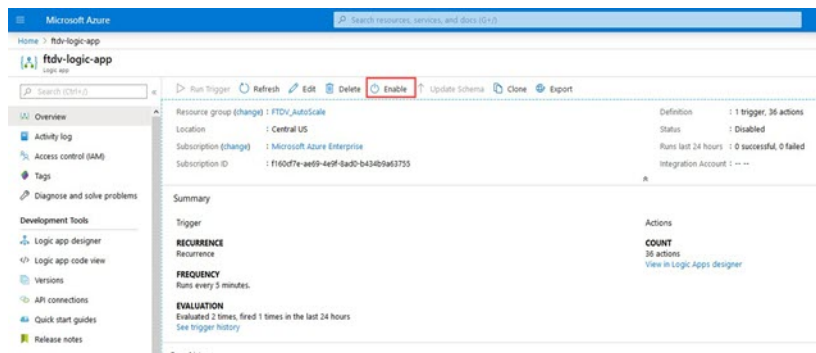 Microsoft Azure
Search resources, services, and docs (G+/)
Home > ftdv-logic-app
ftdv-logic-app
Logic app
Search (Ctrl+/)
Run Trigger Refresh Edit Delete Enable Update Schema Clone Export
Overview
Activity log
Access control (IAM)
Tags
Diagnose and solve problems
Development Tools
Logic app designer
Logic app code view
Versions
API connections
Quick start guides
Release notes
Resource group (change) : FTDV_AutoScale
Location : Central US
Subscription (change) : Microsoft Azure Enterprise
Subscription ID : f160cf7e-ae69-4e9f-8ad0-b434b9a63755
Definition : 1 trigger, 36 actions
Status : Disabled
Runs last 24 hours : 0 successful, 0 failed
Integration Account : -- --
Summary
Trigger
RECURRENCE
Recurrence
FREQUENCY
Runs every 5 minutes.
EVALUATION
Evaluated 2 times, fired 1 times in the last 24 hours
See trigger history
Actions
COUNT
36 actions
View in Logic Apps designer